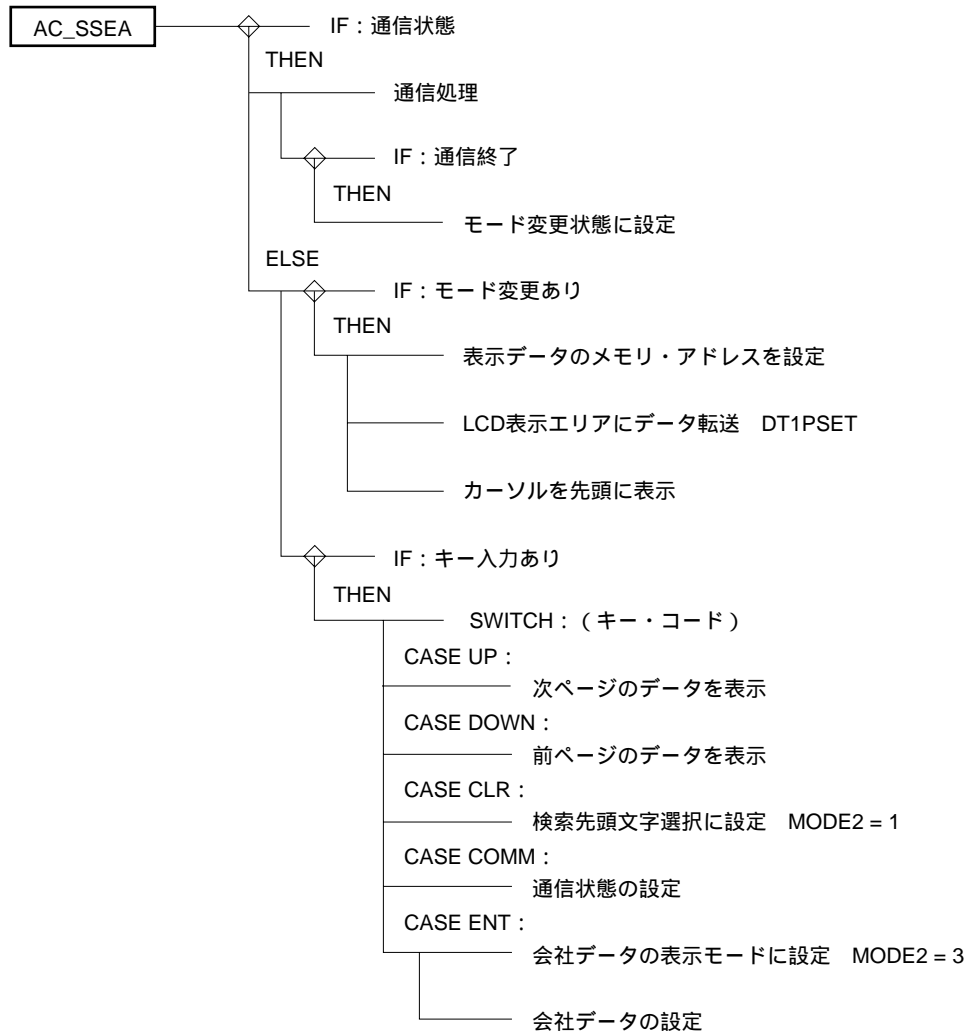 AC_SSEA
IF：通信状態
THEN
通信処理
IF：通信終了
THEN
モード変更状態に設定
ELSE
IF：モード変更あり
THEN
表示データのメモリ・アドレスを設定
LCD表示エリアにデータ転送　DT1PSET
カーソルを先頭に表示
IF：キー入力あり
THEN
SWITCH：（キー・コード）
CASE UP：
次ページのデータを表示
CASE DOWN：
前ページのデータを表示
CASE CLR：
検索先頭文字選択に設定　MODE2 = 1
CASE COMM：
通信状態の設定
CASE ENT：
会社データの表示モードに設定　MODE2 = 3
会社データの設定